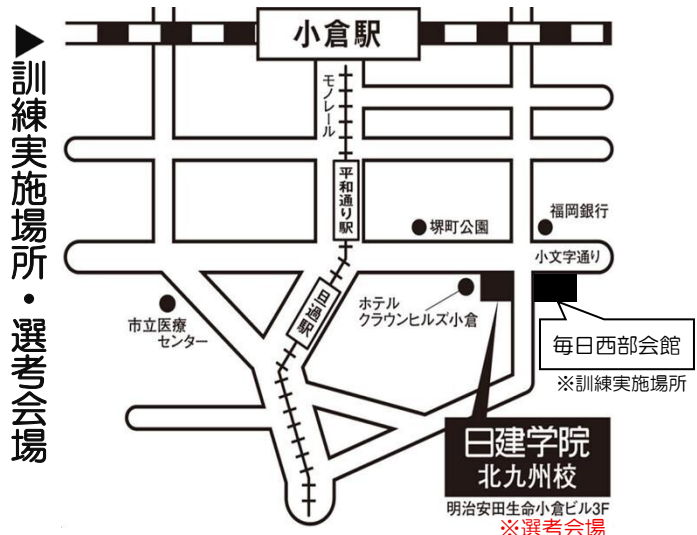 ▶訓練実施場所・選考会場
小倉駅
モノレール
平和通り駅
福岡銀行
堺町公園
小文字通り
旦過駅
ホテル
クラウンヒルズ小倉
市立医療
センター
毎日西部会館
※訓練実施場所
日建学院
北九州校
明治安田生命小倉ビル3F
※選考会場